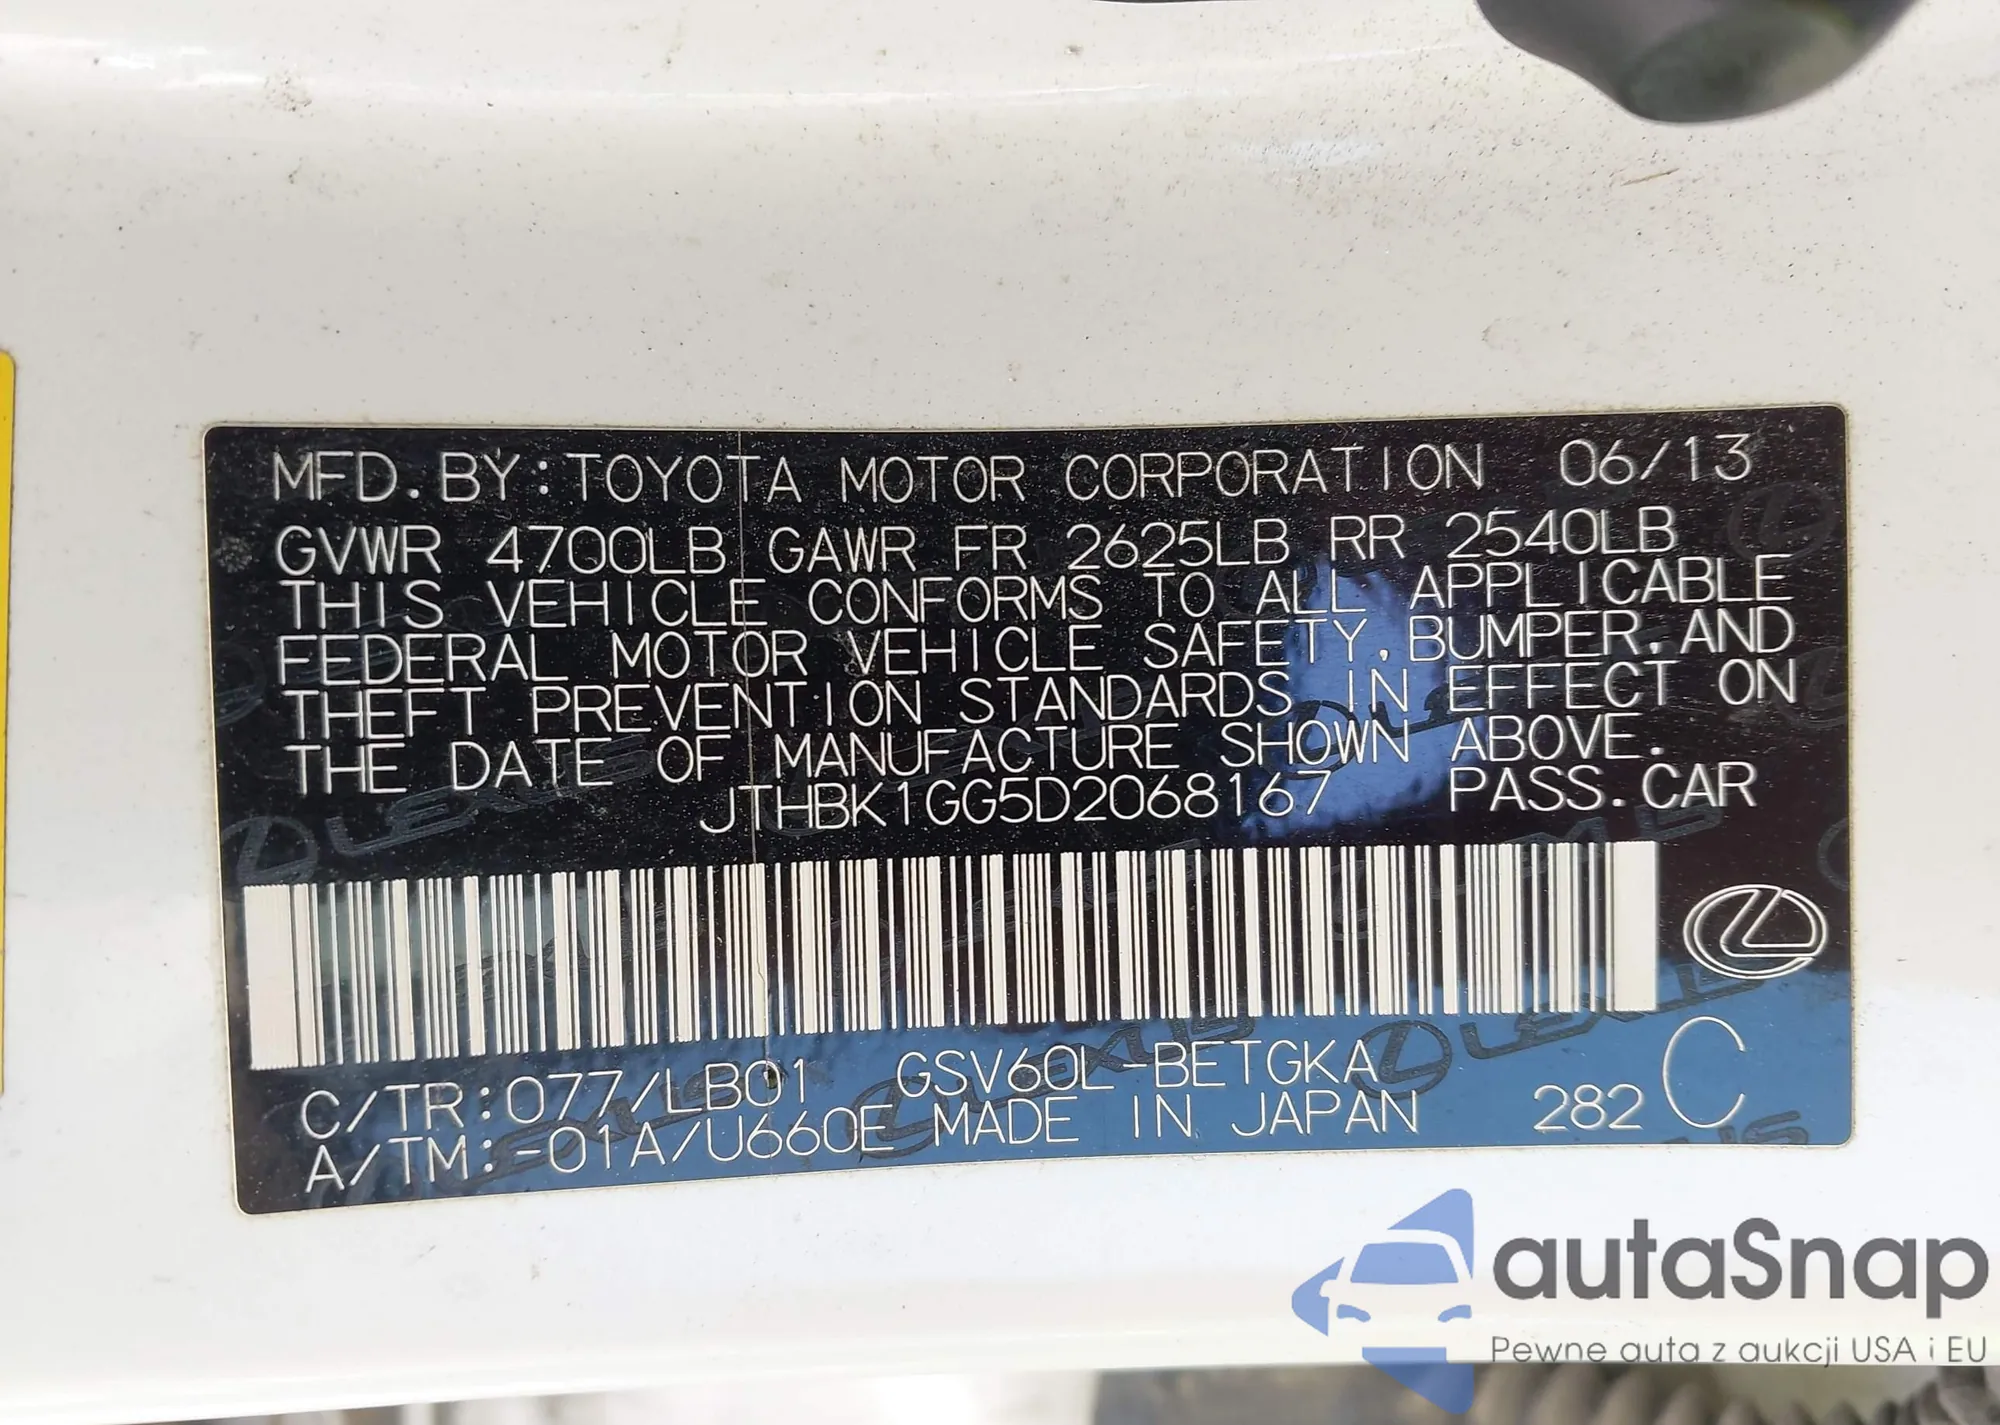 MFD.BY:TOYOTA MOTOR CORPORATION 06/13
GVWR 4700LB GAWR FR 2625LB RR 2540LB
THIS VEHICLE CONFORMS TO ALL APPLICABLE
FEDERAL MOTOR VEHICLE SAFETY,BUMPER,AND
THEFT PREVENTION STANDARDS IN EFFECT ON
THE DATE OF MANUFACTURE SHOWN ABOVE.
JTHBK1GG5D2068167 PASS.CAR
C/TR:077/LB01 GSV60L-BETGKA
A/TM:-01A/U660E MADE IN JAPAN 282 C
autaSnap
Pewne auta z aukcji USA i EU